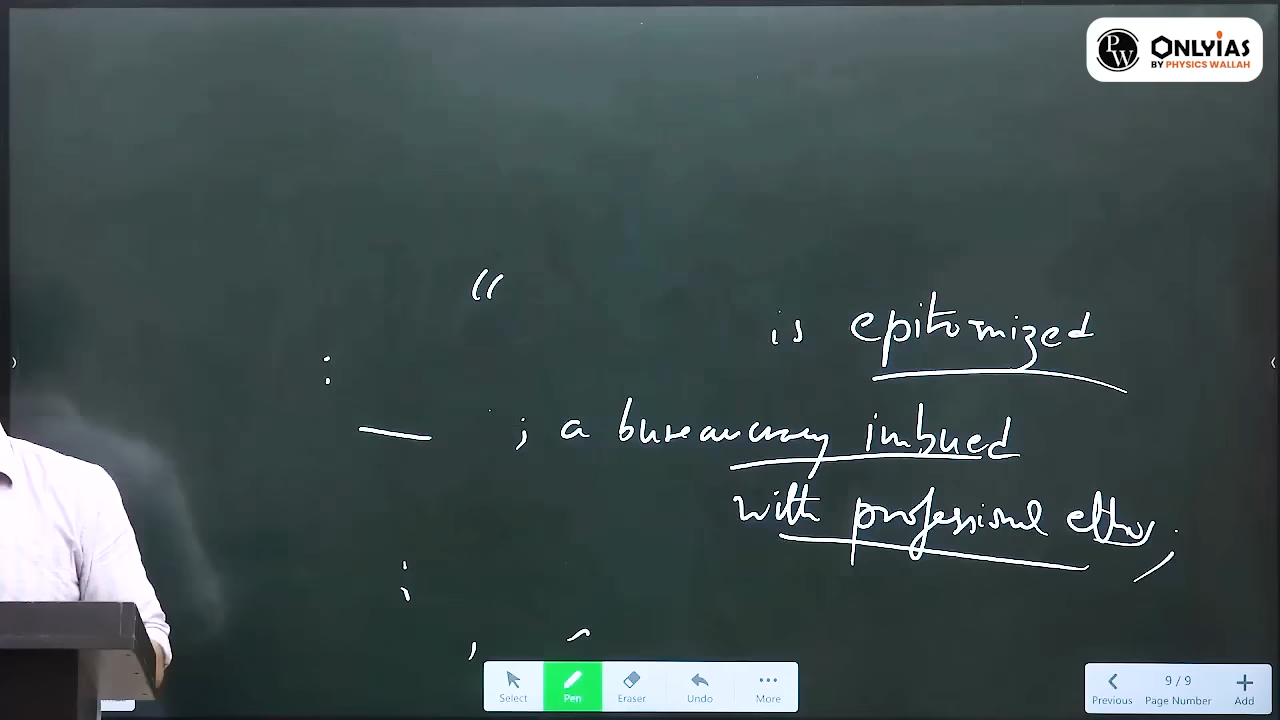 PW ONLYIAS
BY PHYSICS WALLAH
“
is epitomized
:
— ; a bureaucracy imbued
with professional ethos,
;
,
Select Pen Eraser Undo More
Previous 9 / 9 Page Number Add